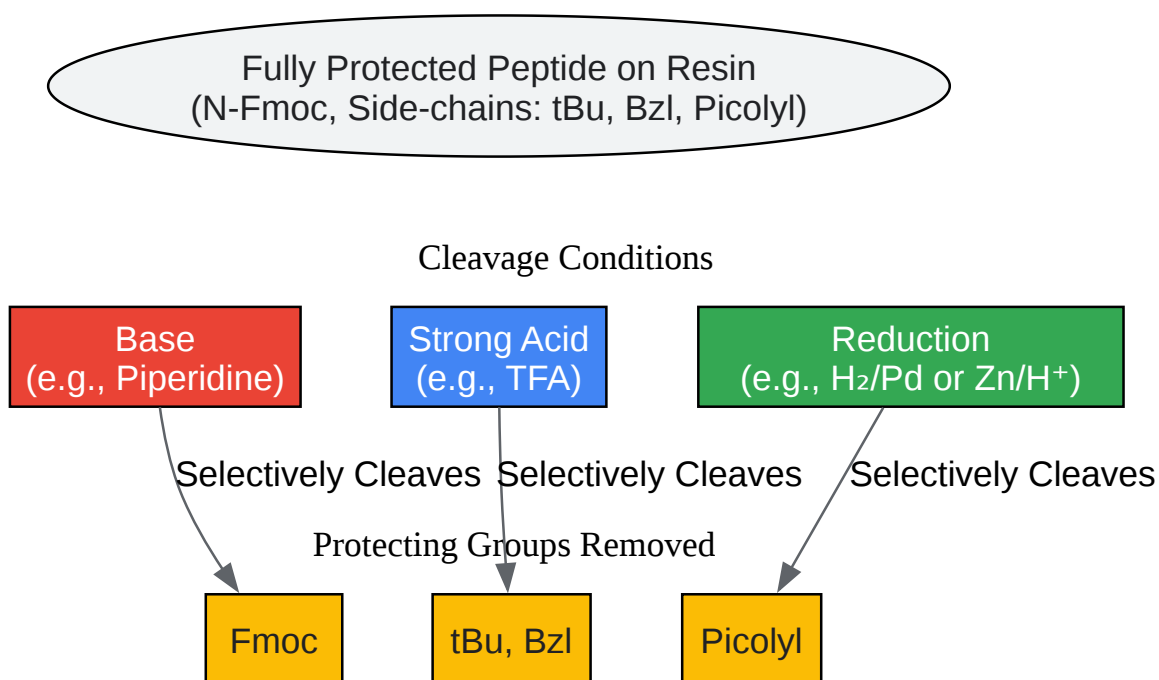 Fully Protected Peptide on Resin
(N-Fmoc, Side-chains: tBu, Bzl, Picolyl)
Cleavage Conditions
Base
(e.g., Piperidine)
Strong Acid
(e.g., TFA)
Reduction
(e.g., H₂/Pd or Zn/H⁺)
Selectively Cleaves
Selectively Cleaves
Selectively Cleaves
Protecting Groups Removed
Fmoc
tBu, Bzl
Picolyl